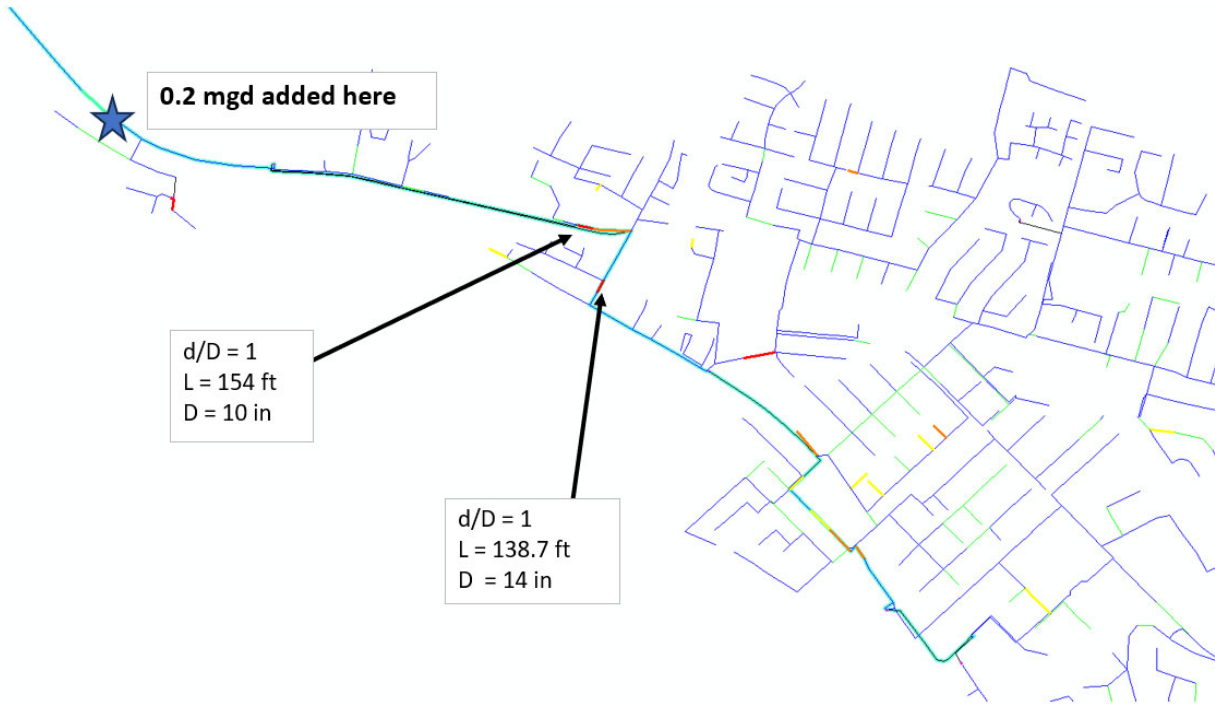 0.2 mgd added here
d/D = 1
L = 154 ft
D = 10 in
d/D = 1
L = 138.7 ft
D  = 14 in